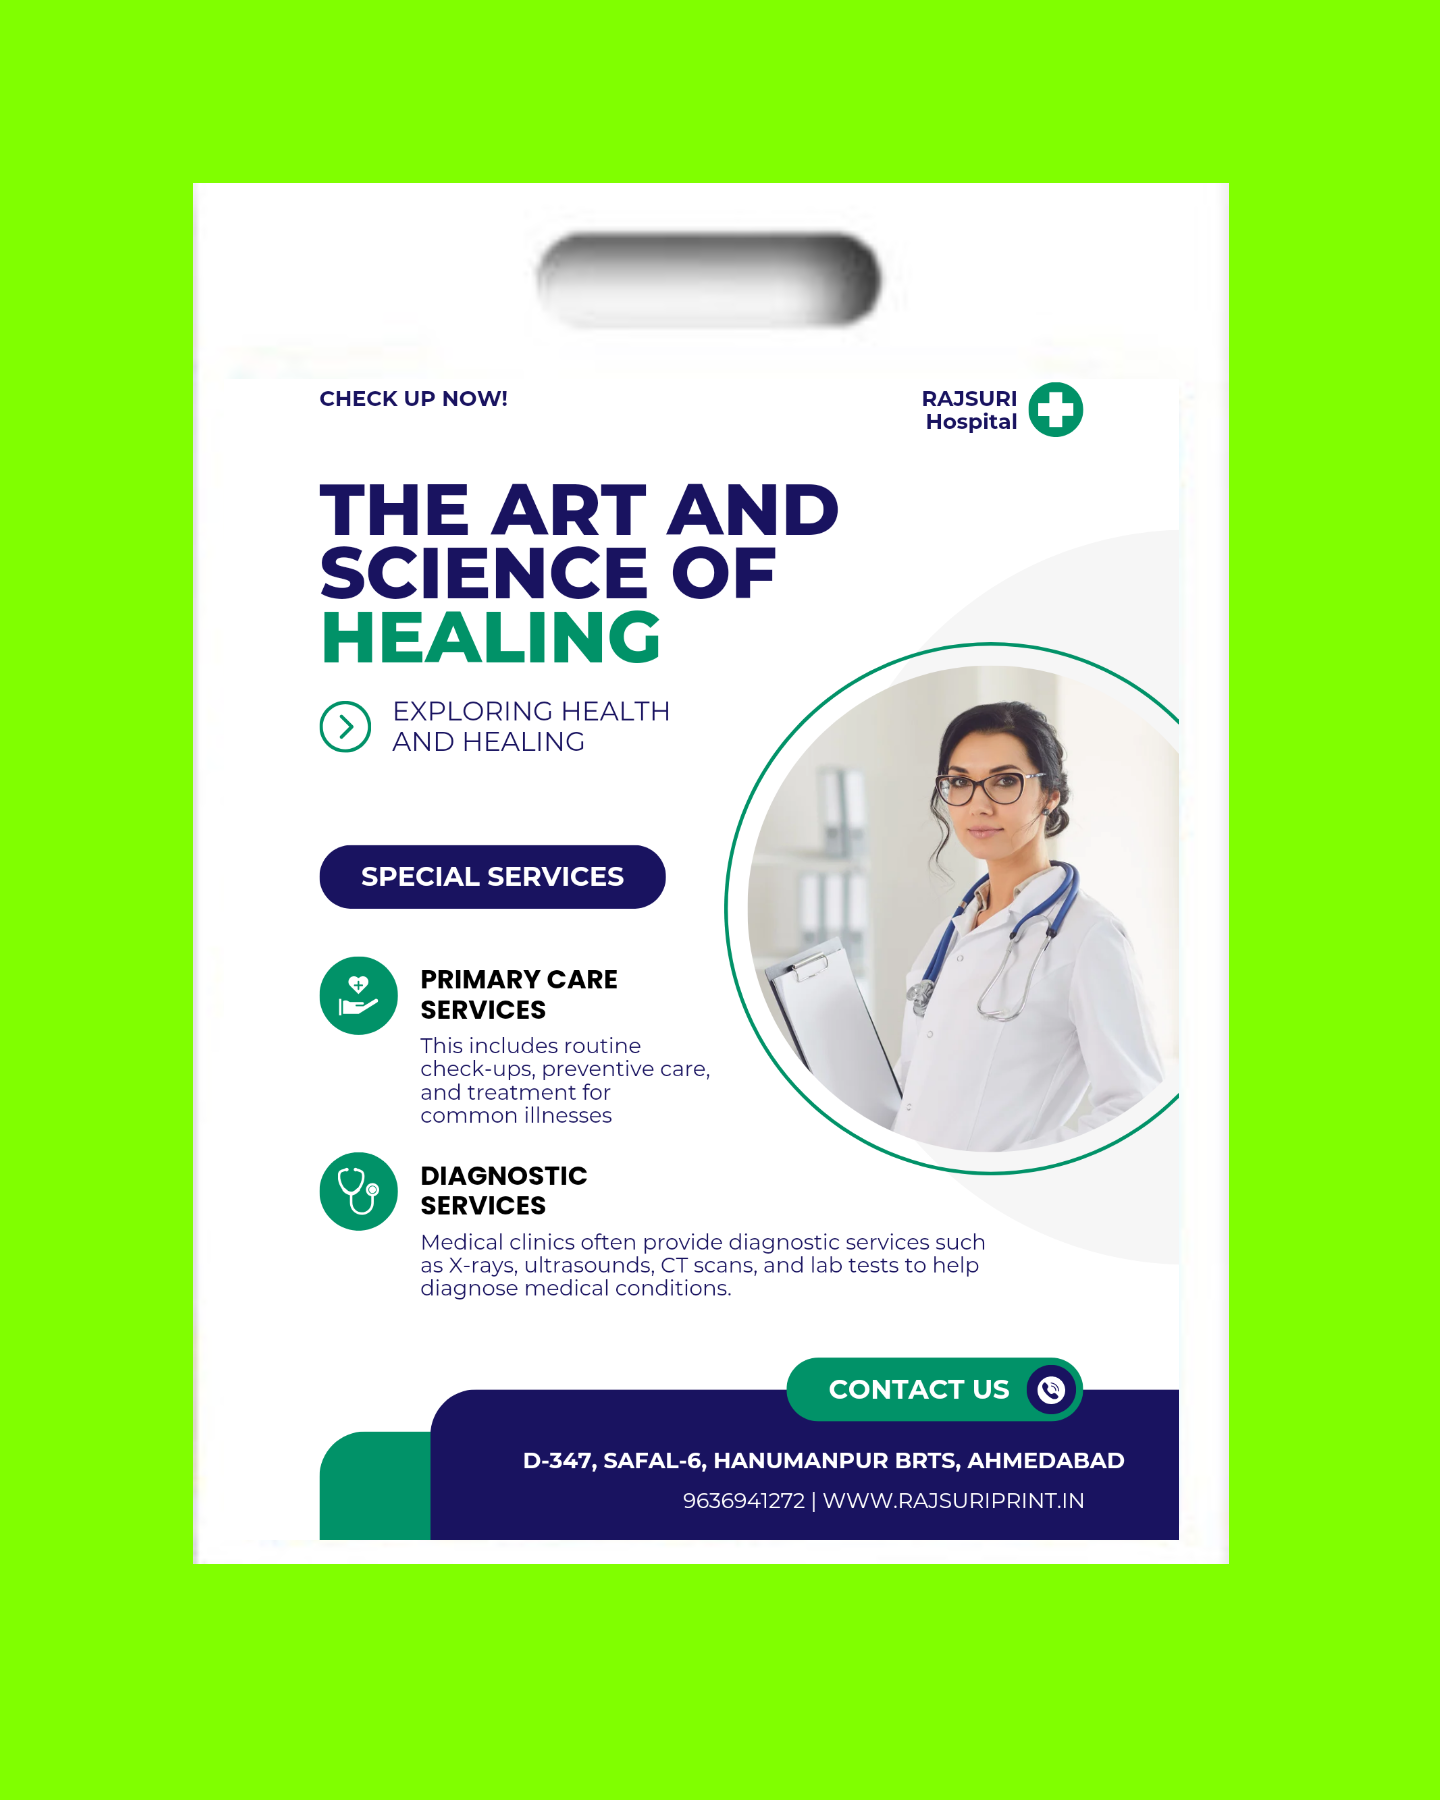 CHECK UP NOW!
RAJSURI
Hospital
THE ART AND
SCIENCE OF
HEALING
EXPLORING HEALTH
AND HEALING
SPECIAL SERVICES
PRIMARY CARE
SERVICES
This includes routine
check-ups, preventive care,
and treatment for
common illnesses
DIAGNOSTIC
SERVICES
Medical clinics often provide diagnostic services such
as X-rays, ultrasounds, CT scans, and lab tests to help
diagnose medical conditions.
CONTACT US
D-347, SAFAL-6, HANUMANPUR BRTS, AHMEDABAD
9636941272 | WWW.RAJSURIPRINT.IN